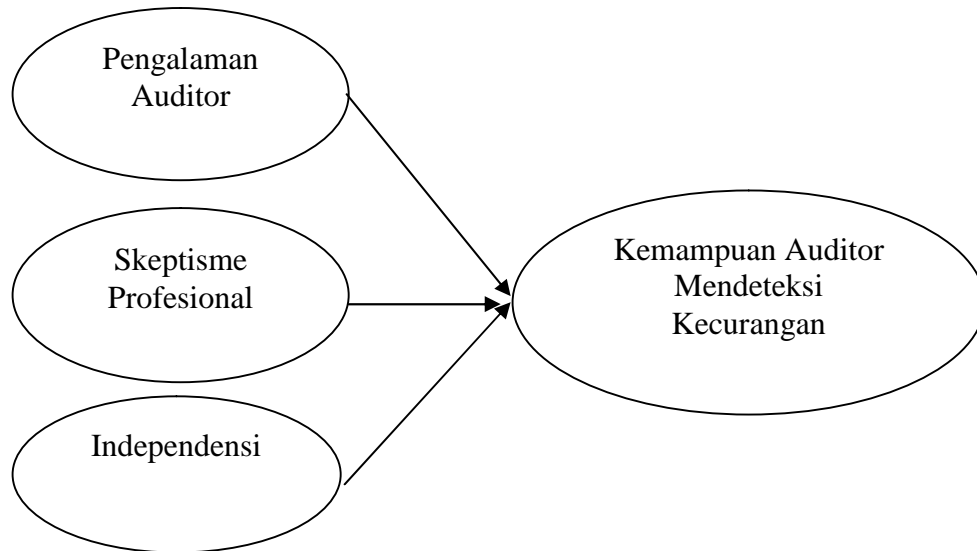 Pengalaman
Auditor
Skeptisme
Profesional
Independensi
Kemampuan Auditor
Mendeteksi
Kecurangan